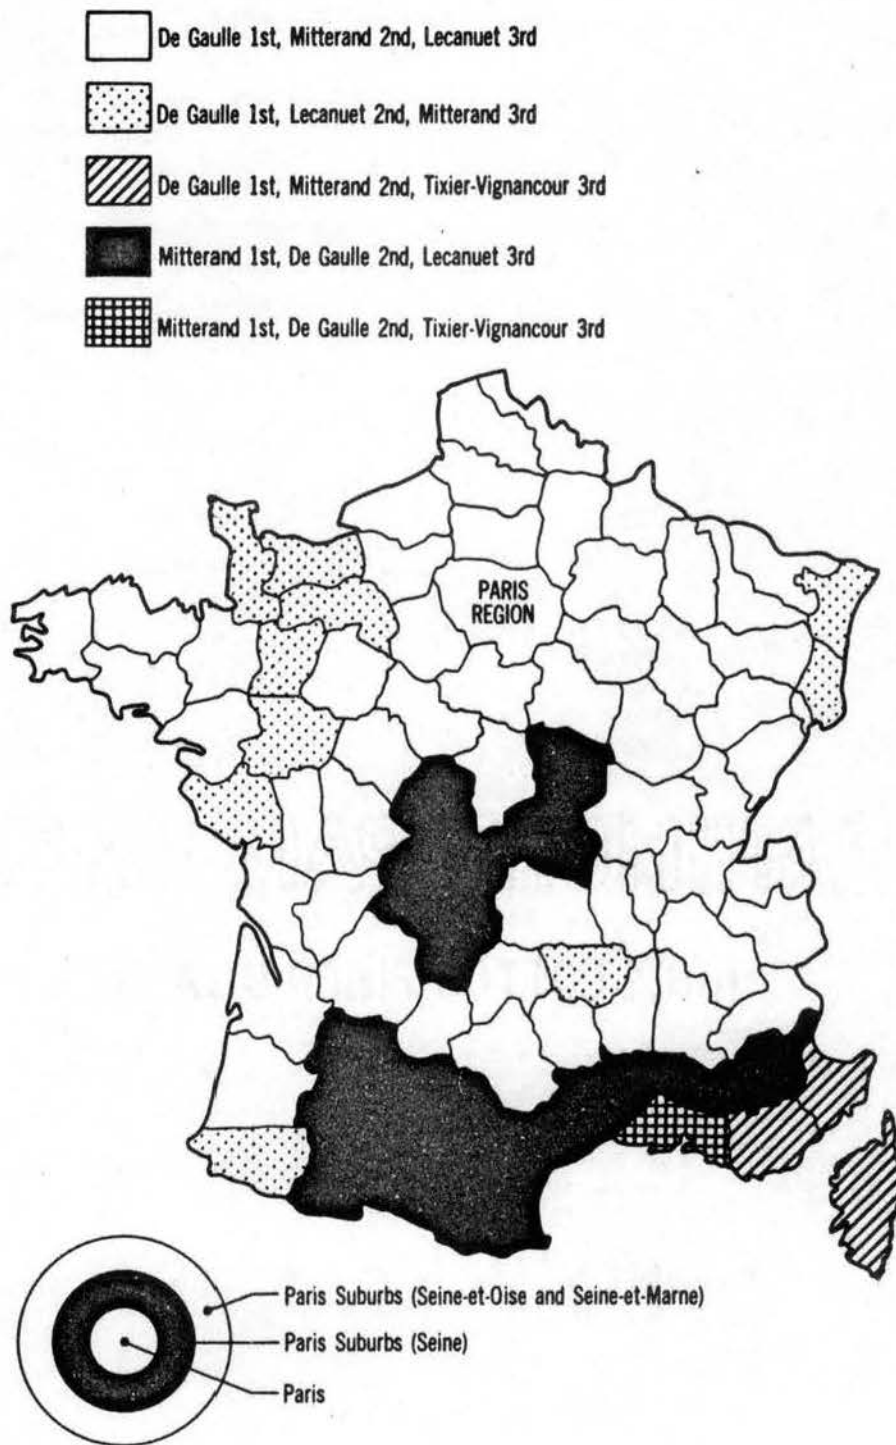 De Gaulle 1st, Mitterand 2nd, Lecanuet 3rd
De Gaulle 1st, Lecanuet 2nd, Mitterand 3rd
De Gaulle 1st, Mitterand 2nd, Tixier-Vignancour 3rd
Mitterand 1st, De Gaulle 2nd, Lecanuet 3rd
Mitterand 1st, De Gaulle 2nd, Tixier-Vignancour 3rd
PARIS
REGION
Paris Suburbs (Seine-et-Oise and Seine-et-Marne)
Paris Suburbs (Seine)
Paris